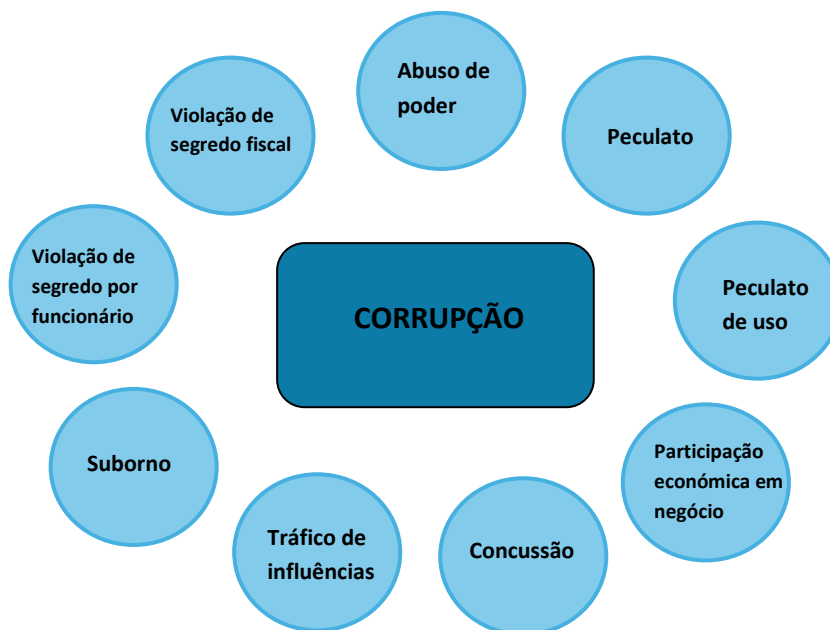 Abuso de
poder
Peculato
Peculato
de uso
Participação
económica em
negócio
Concussão
Tráfico de
influências
Suborno
Violação de
segredo por
funcionário
Violação de
segredo fiscal
CORRUPÇÃO